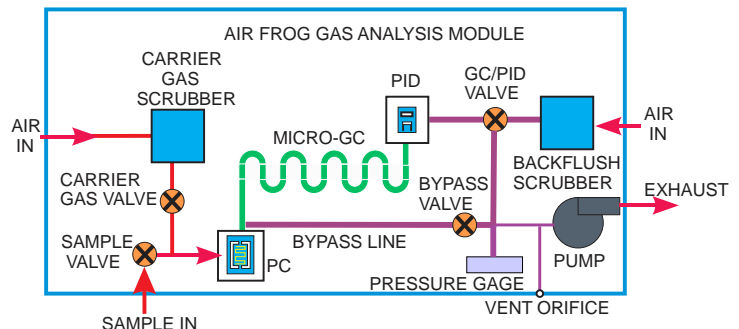 AIR FROG GAS ANALYSIS MODULE
CARRIER
GAS
SCRUBBER
PID
GC/PID
VALVE
AIR
IN
MICRO-GC
AIR
IN
CARRIER
GAS VALVE
BYPASS
VALVE
BACKFLUSH
SCRUBBER
EXHAUST
SAMPLE
VALVE
BYPASS LINE
PC
PUMP
PRESSURE GAGE
VENT ORIFICE
SAMPLE IN